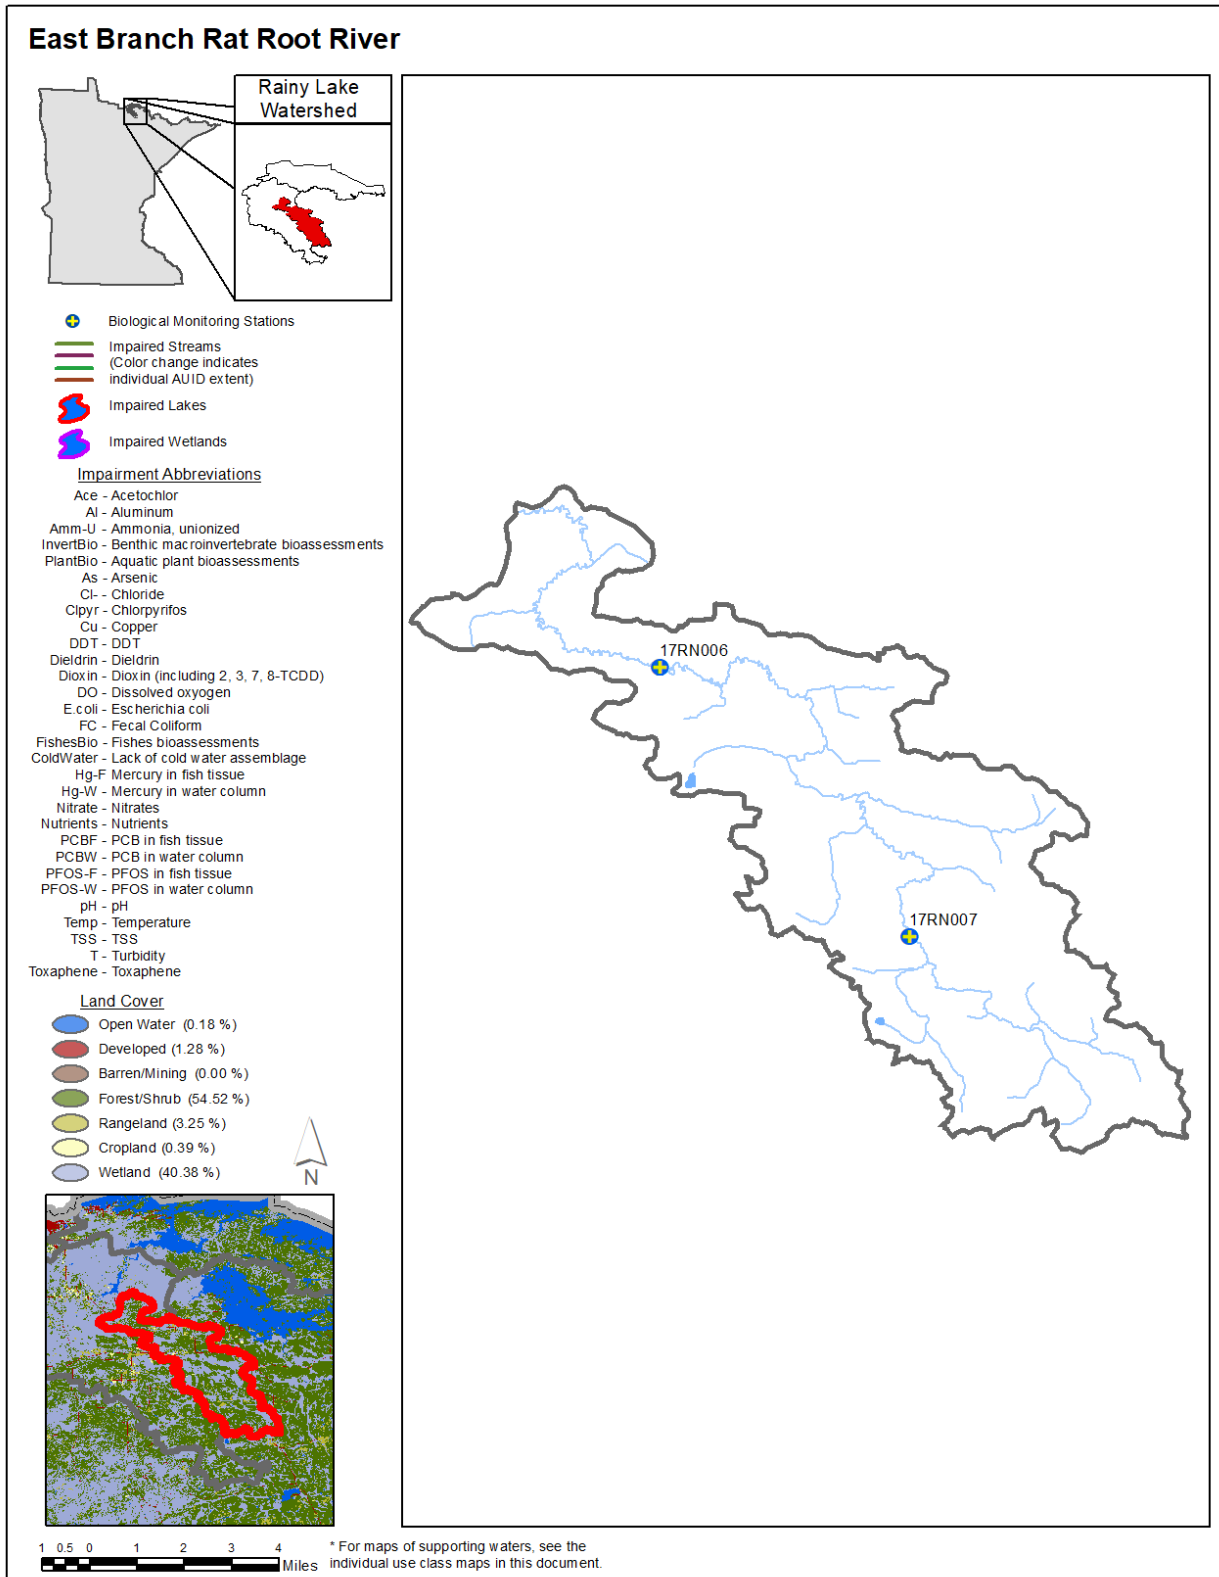 East Branch Rat Root River
Rainy Lake
Watershed
Biological Monitoring Stations
Impaired Streams
(Color change indicates
individual AUID extent)
Impaired Lakes
Impaired Wetlands
Impairment Abbreviations
Ace - Acetochlor
Al - Aluminum
Amm-U - Ammonia, unionized
InvertBio - Benthic macroinvertebrate bioassessments
PlantBio - Aquatic plant bioassessments
As - Arsenic
Cl- - Chloride
Clpyr - Chlorpyrifos
Cu - Copper
DDT - DDT
Dieldrin - Dieldrin
Dioxin - Dioxin (including 2, 3, 7, 8-TCDD)
DO - Dissolved oxyogen
E.coli - Escherichia coli
FC - Fecal Coliform
FishesBio - Fishes bioassessments
ColdWater - Lack of cold water assemblage
Hg-F Mercury in fish tissue
Hg-W - Mercury in water column
Nitrate - Nitrates
Nutrients - Nutrients
PCBF - PCB in fish tissue
PCBW - PCB in water column
PFOS-F - PFOS in fish tissue
PFOS-W - PFOS in water column
pH - pH
Temp - Temperature
TSS - TSS
T - Turbidity
Toxaphene - Toxaphene
Land Cover
Open Water (0.18 %)
Developed (1.28 %)
Barren/Mining (0.00 %)
Forest/Shrub (54.52 %)
Rangeland (3.25 %)
Cropland (0.39 %)
Wetland (40.38 %)
N
17RN006
17RN007
1 0.5 0 1 2 3 4
Miles
* For maps of supporting waters, see the
individual use class maps in this document.